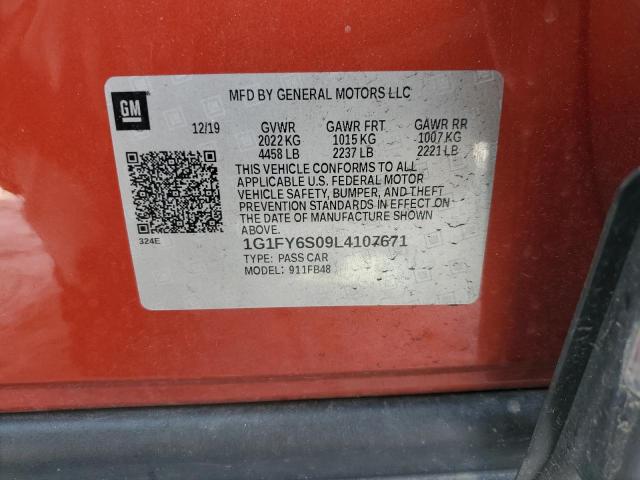 GM
MFD BY GENERAL MOTORS LLC
12/19 GVWR GAWR FRT GAWR RR
2022 KG 1015 KG 1007 KG
4458 LB 2237 LB 2221 LB
THIS VEHICLE CONFORMS TO ALL
APPLICABLE U.S. FEDERAL MOTOR
VEHICLE SAFETY, BUMPER, AND THEFT
PREVENTION STANDARDS IN EFFECT ON
THE DATE OF MANUFACTURE SHOWN
ABOVE.
324E
1G1FY6S09L4107671
TYPE: PASS CAR
MODEL: 911FB48